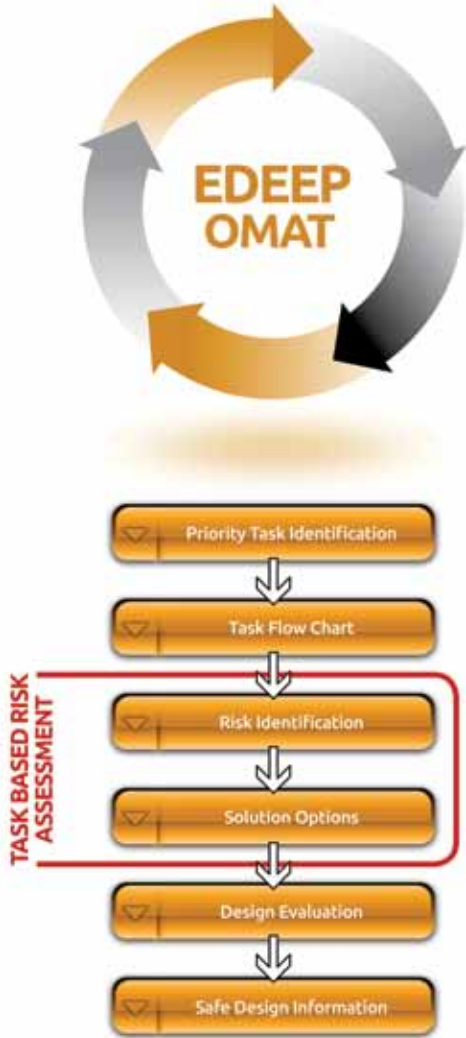 EDEEP
OMAT
Priority Task Identification
Task Flow Chart
TASK BASED RISK
ASSESSMENT
Risk Identification
Solution Options
Design Evaluation
Safe Design Information